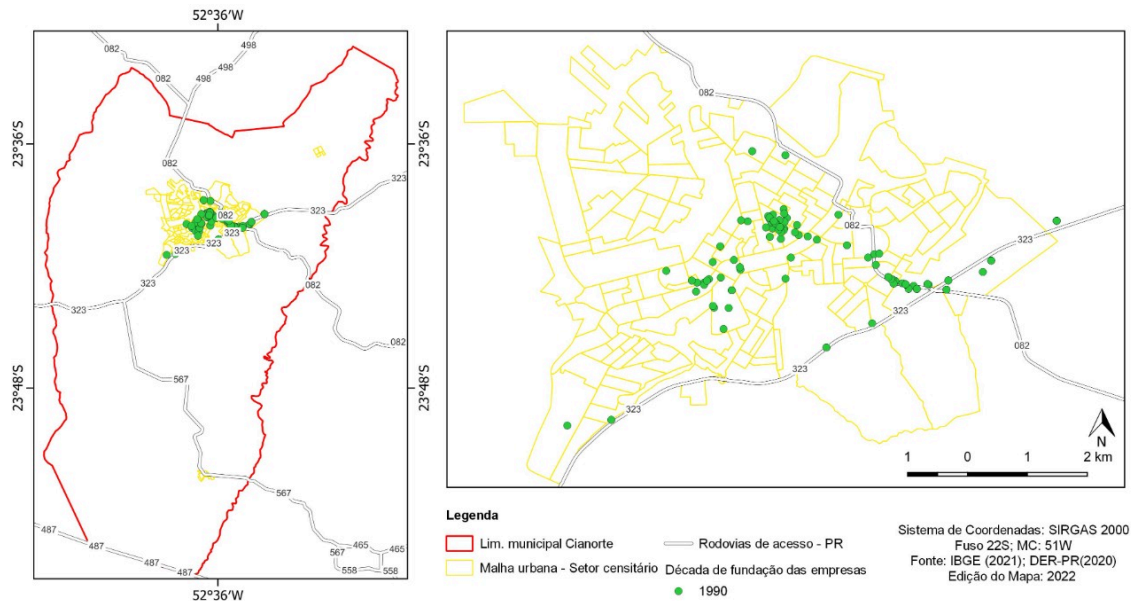 52°36′W
082
498
498
082
23°36′S
23°36′S
082
323
323
082
323
323
323
082
323
082
23°48′S
23°48′S
567
567
465
465
558
558
487
487
487
52°36′W
082
082
323
323
082
323
323
N
1 0 1 2 km
Legenda
Lim. municipal Cianorte
Rodovias de acesso - PR
Malha urbana - Setor censitário
Década de fundação das empresas
1990
Sistema de Coordenadas: SIRGAS 2000
Fuso 22S; MC: 51W
Fonte: IBGE (2021); DER-PR(2020)
Edição do Mapa: 2022